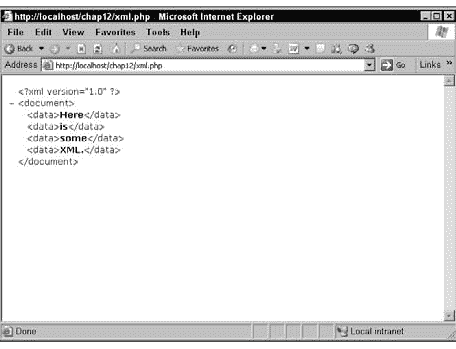 http://localhost/chap12/xml.php - Microsoft Internet Explorer
File Edit View Favorites Tools Help
Back Search Favorites
Address http://localhost/chap12/xml.php Go Links »
<?xml version="1.0" ?>
- <document>
<data>Here</data>
<data>is</data>
<data>some</data>
<data>XML.</data>
</document>
Done Local intranet